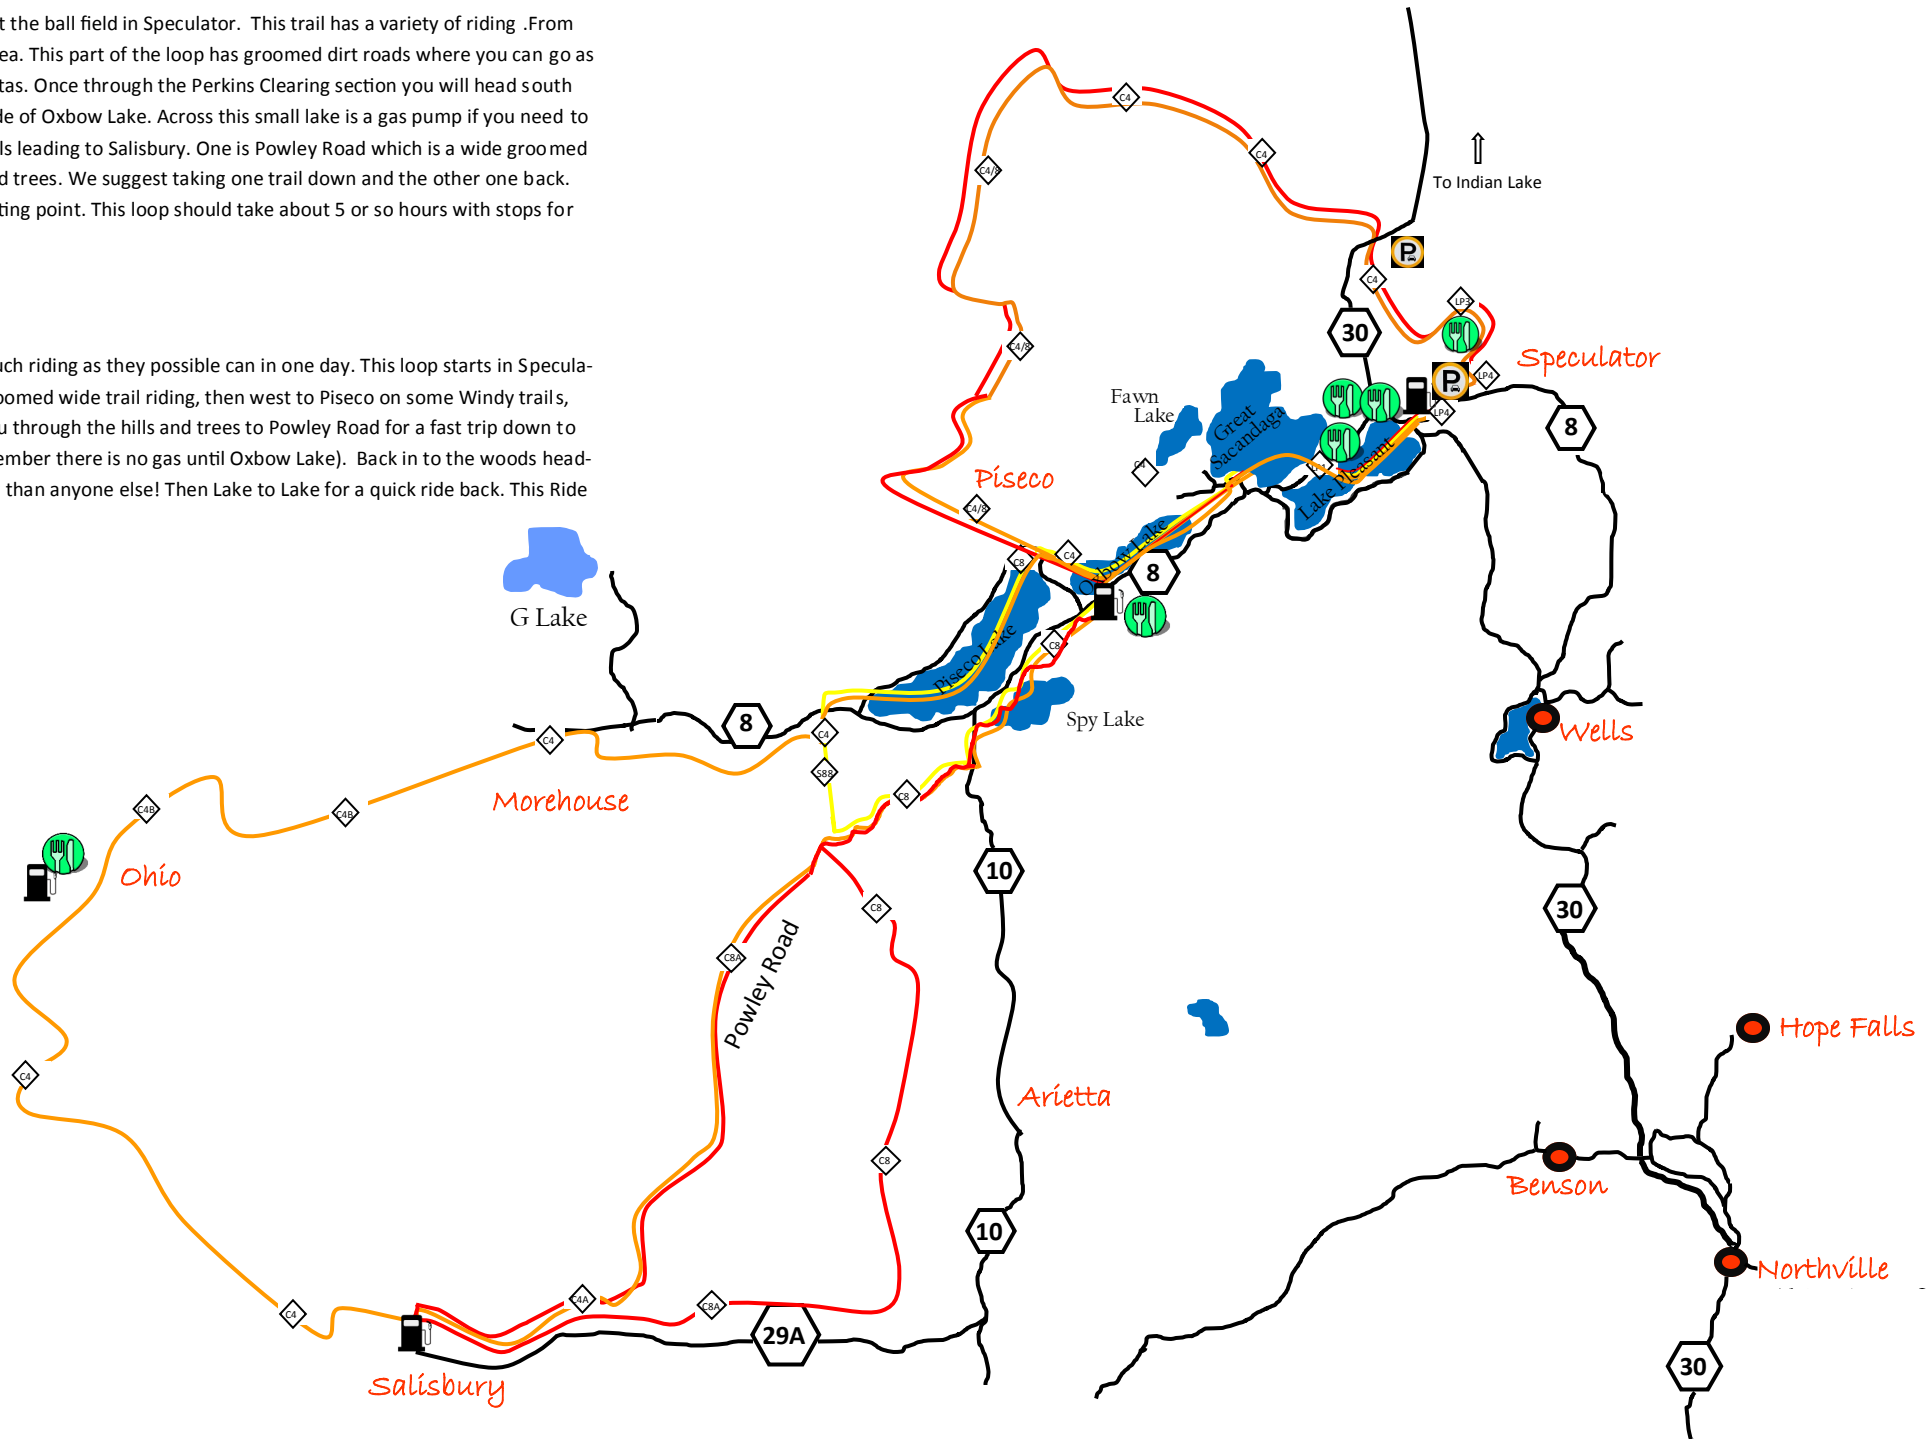 t the ball field in Speculator.  This trail has a variety of riding .From
ea. This part of the loop has groomed dirt roads where you can go as
tas. Once through the Perkins Clearing section you will head south
de of Oxbow Lake. Across this small lake is a gas pump if you need to
ls leading to Salisbury. One is Powley Road which is a wide groomed
d trees. We suggest taking one trail down and the other one back.
ting point. This loop should take about 5 or so hours with stops for
uch riding as they possible can in one day. This loop starts in Specula-
oomed wide trail riding, then west to Piseco on some Windy trails,
u through the hills and trees to Powley Road for a fast trip down to
ember there is no gas until Oxbow Lake).  Back in to the woods head-
than anyone else! Then Lake to Lake for a quick ride back. This Ride
C4
C4
C4/8
To Indian Lake
P
C4
LP3
30
C4/8
Speculator
P
LP4
LP4
Fawn
Lake
Great
Sacandaga
8
Lake Pleasant
C4
Piseco
C4/8
C4
C8
Oxbow Lake
8
G Lake
C8
Piseco Lake
Spy Lake
8
C4
C4
S88
Wells
Morehouse
C8
C4B
C4B
Ohio
10
C8
30
C8A
Powley Road
Hope Falls
C4
Arietta
C8
Benson
10
Northville
C4
C4A
C8A
29A
30
Salisbury